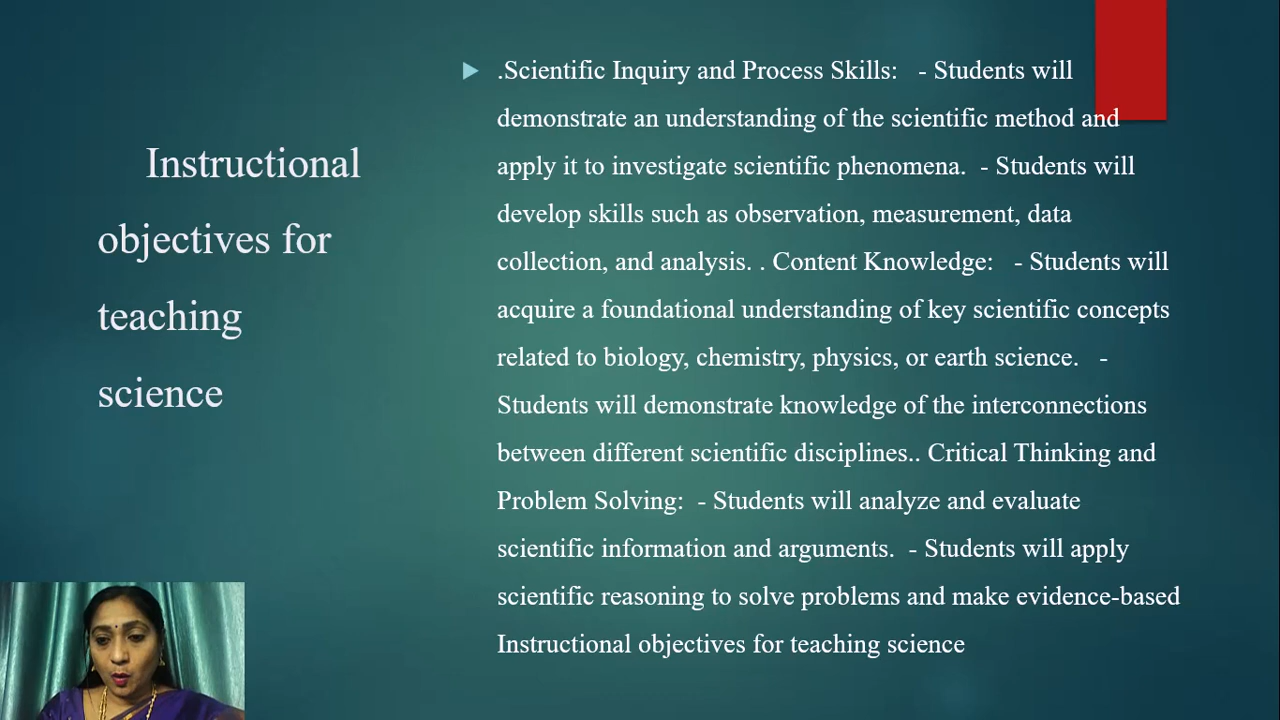 Instructional
objectives for
teaching
science
.Scientific Inquiry and Process Skills:   - Students will
demonstrate an understanding of the scientific method and
apply it to investigate scientific phenomena.  - Students will
develop skills such as observation, measurement, data
collection, and analysis. . Content Knowledge:   - Students will
acquire a foundational understanding of key scientific concepts
related to biology, chemistry, physics, or earth science.   -
Students will demonstrate knowledge of the interconnections
between different scientific disciplines.. Critical Thinking and
Problem Solving:  - Students will analyze and evaluate
scientific information and arguments.  - Students will apply
scientific reasoning to solve problems and make evidence-based
Instructional objectives for teaching science